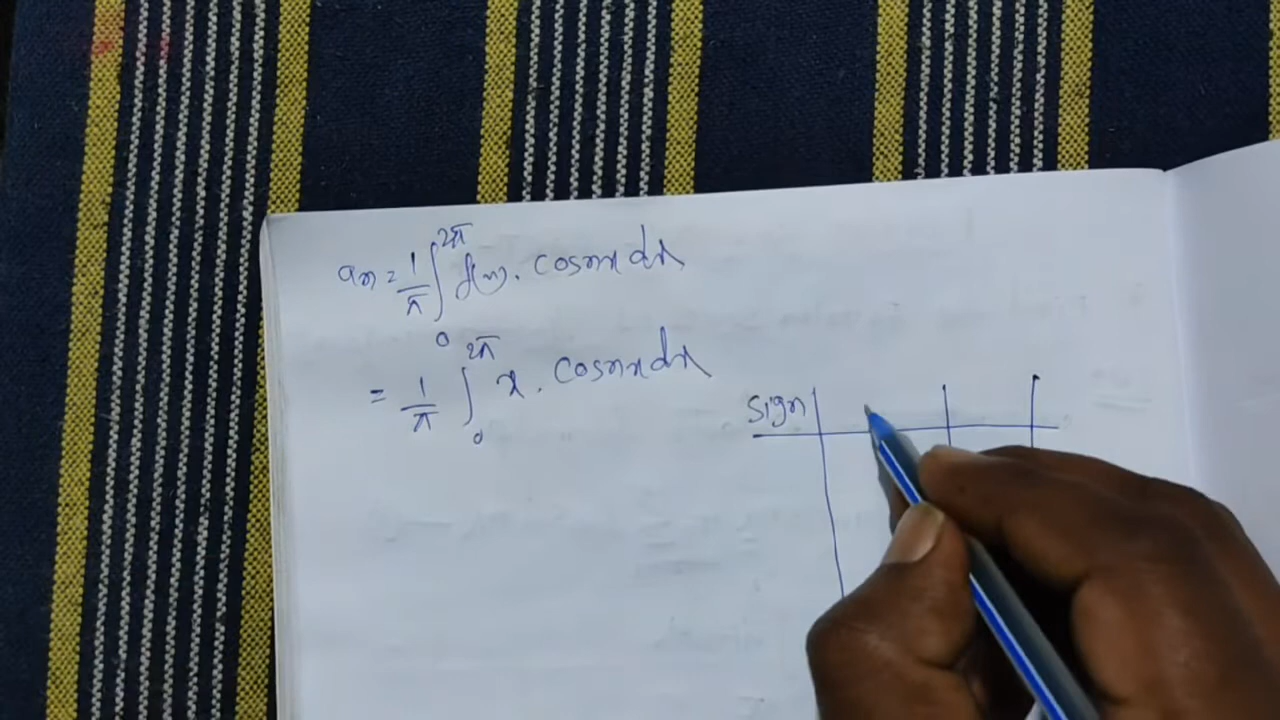 an = 1/π ∫₀^2π f(x). cosnx dx
= 1/π ∫₀^2π x. cosnx dx
Sign